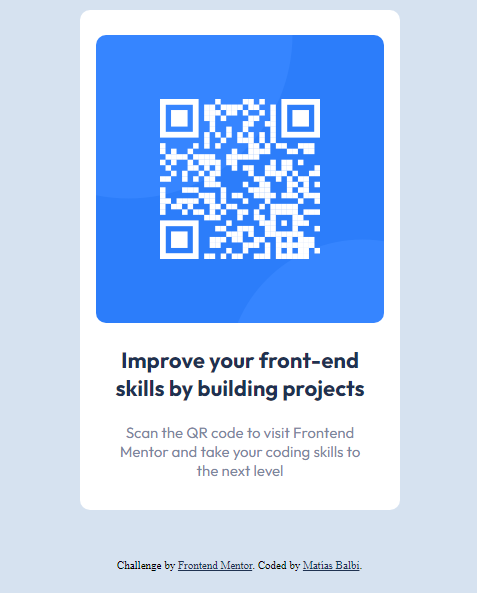 Improve your front-end
skills by building projects
Scan the QR code to visit Frontend
Mentor and take your coding skills to
the next level
Challenge by Frontend Mentor. Coded by Matias Balbi.